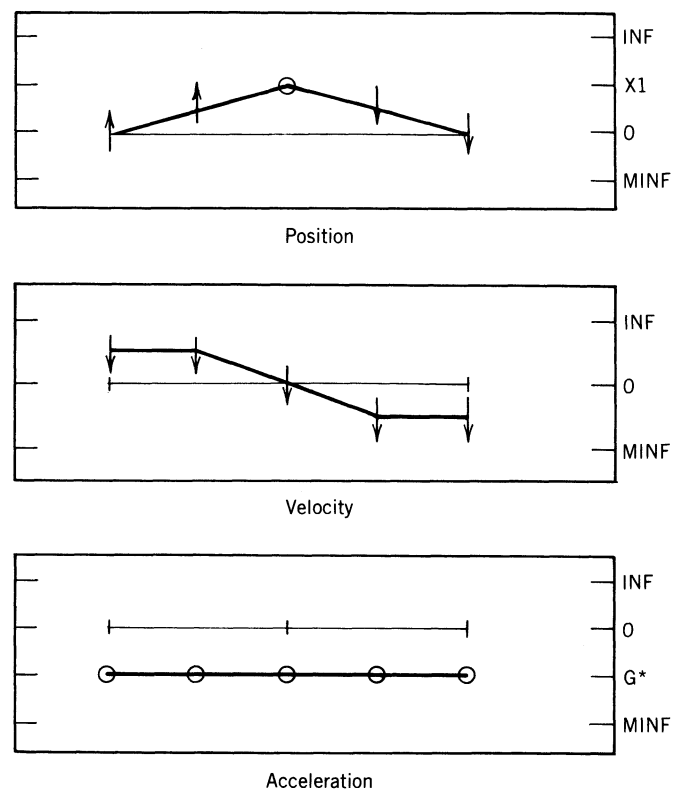 INF
X1
0
MINF
Position
INF
0
MINF
Velocity
INF
0
G*
MINF
Acceleration